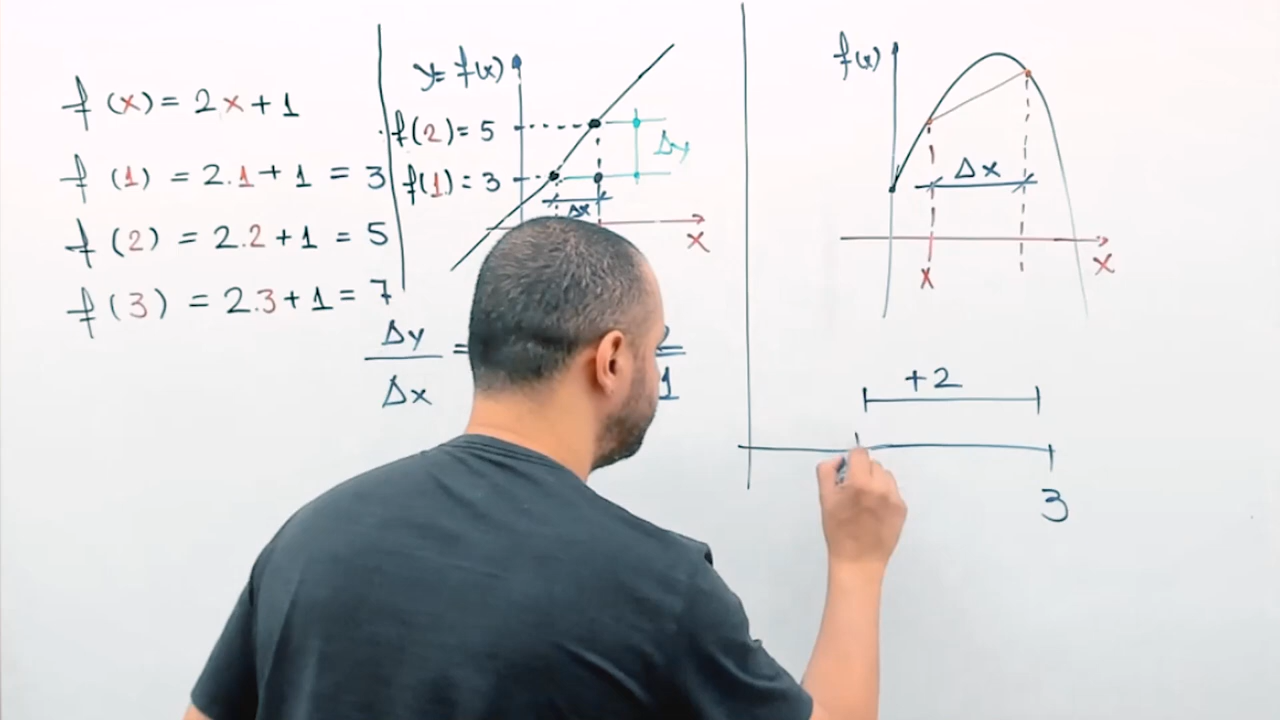 f(x) = 2x + 1
f(1) = 2.1 + 1 = 3
f(2) = 2.2 + 1 = 5
f(3) = 2.3 + 1 = 7
y = f(x)
f(2) = 5
f(1) = 3
Δy
Δx
x
Δy
Δx
=
1
f(x)
Δx
x
x
+2
3